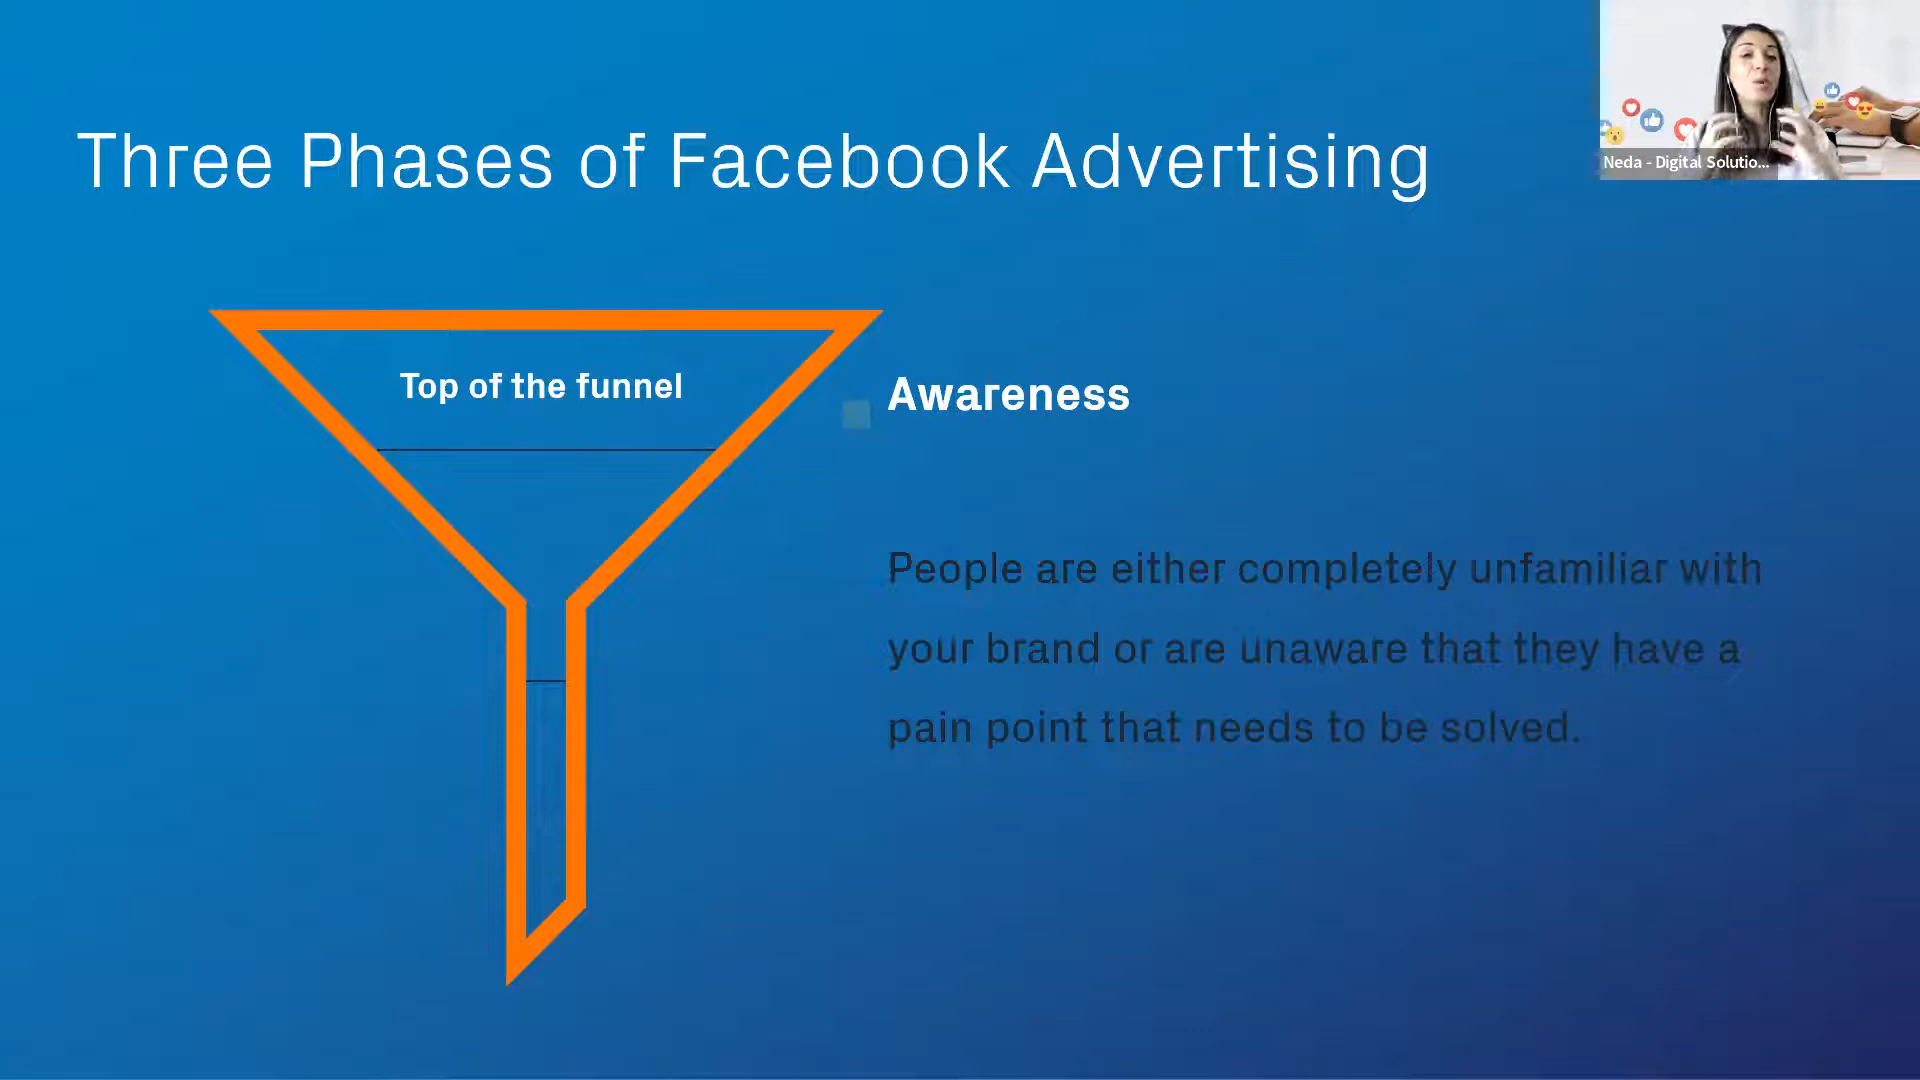 Three Phases of Facebook Advertising
Neda - Digital Solutio...
Top of the funnel
Awareness
People are either completely unfamiliar with
your brand or are unaware that they have a
pain point that needs to be solved.